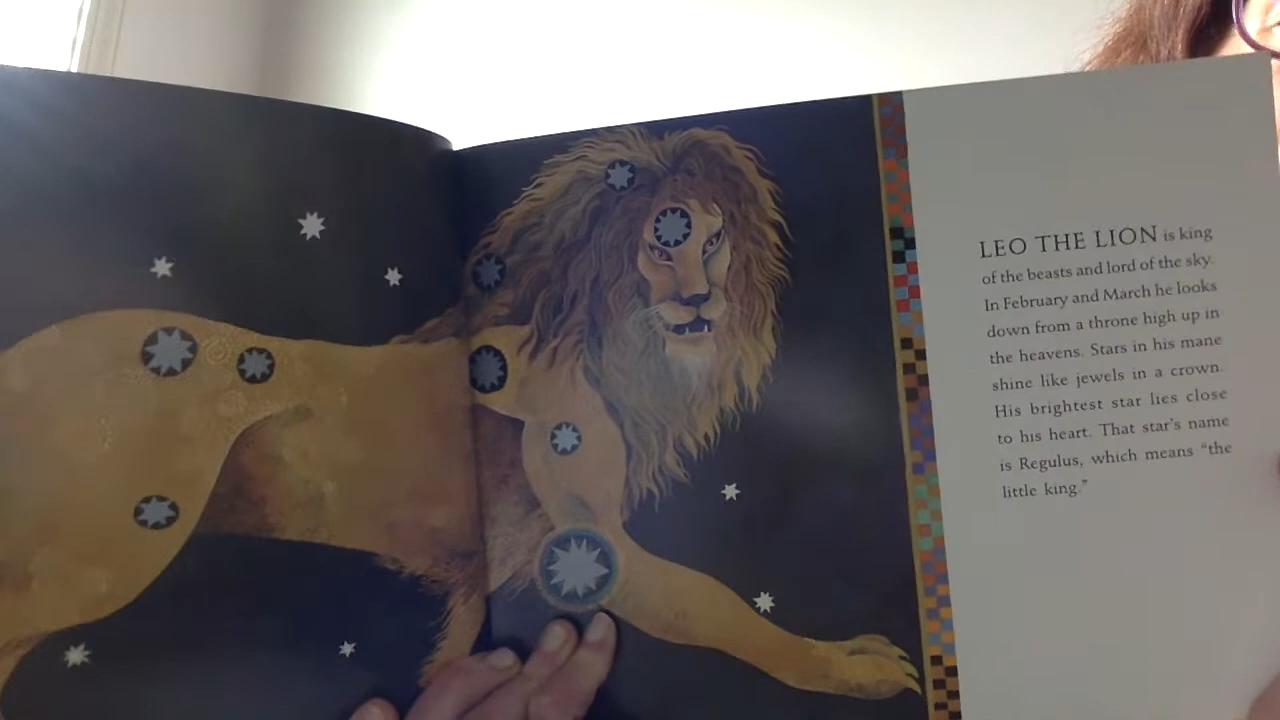 LEO THE LION is king
of the beasts and lord of the sky.
In February and March he looks
down from a throne high up in
the heavens. Stars in his mane
shine like jewels in a crown.
His brightest star lies close
to his heart. That star's name
is Regulus, which means “the
little king.”